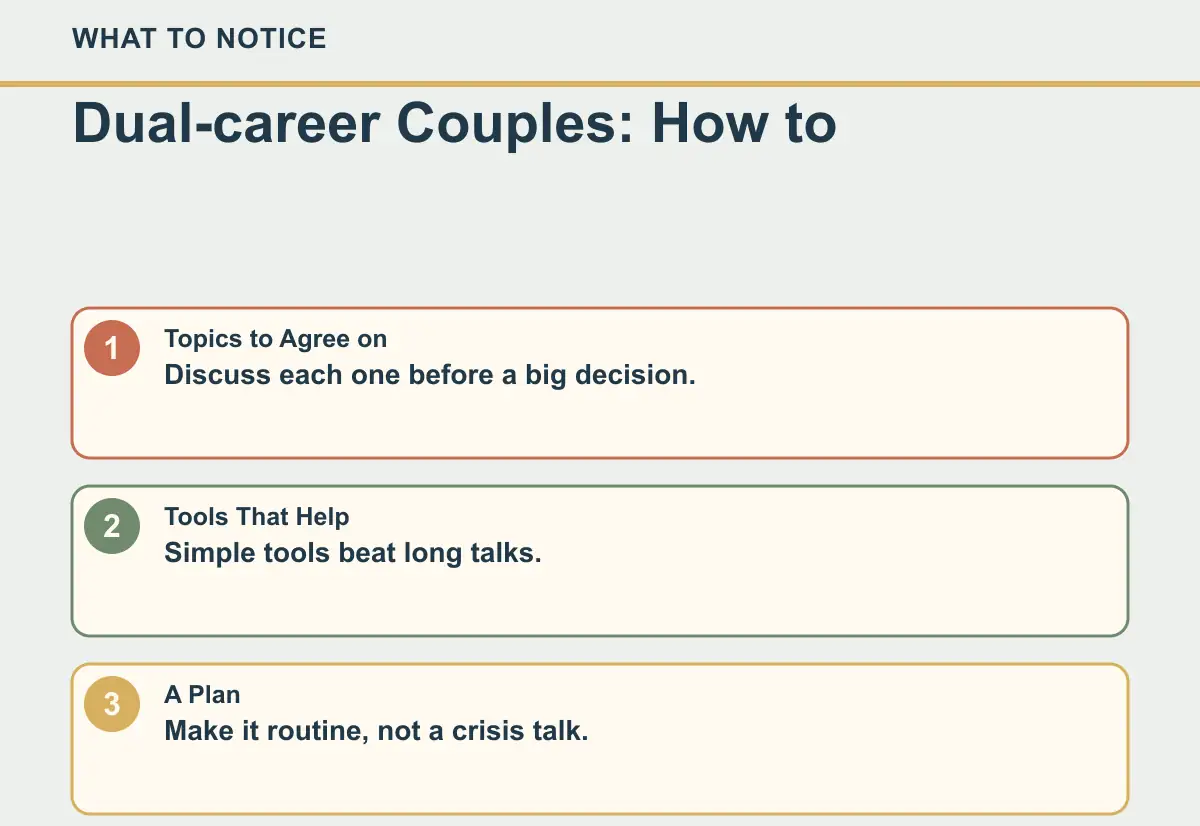 WHAT TO NOTICE
Dual-career Couples: How to
1
Topics to Agree on
Discuss each one before a big decision.
2
Tools That Help
Simple tools beat long talks.
3
A Plan
Make it routine, not a crisis talk.